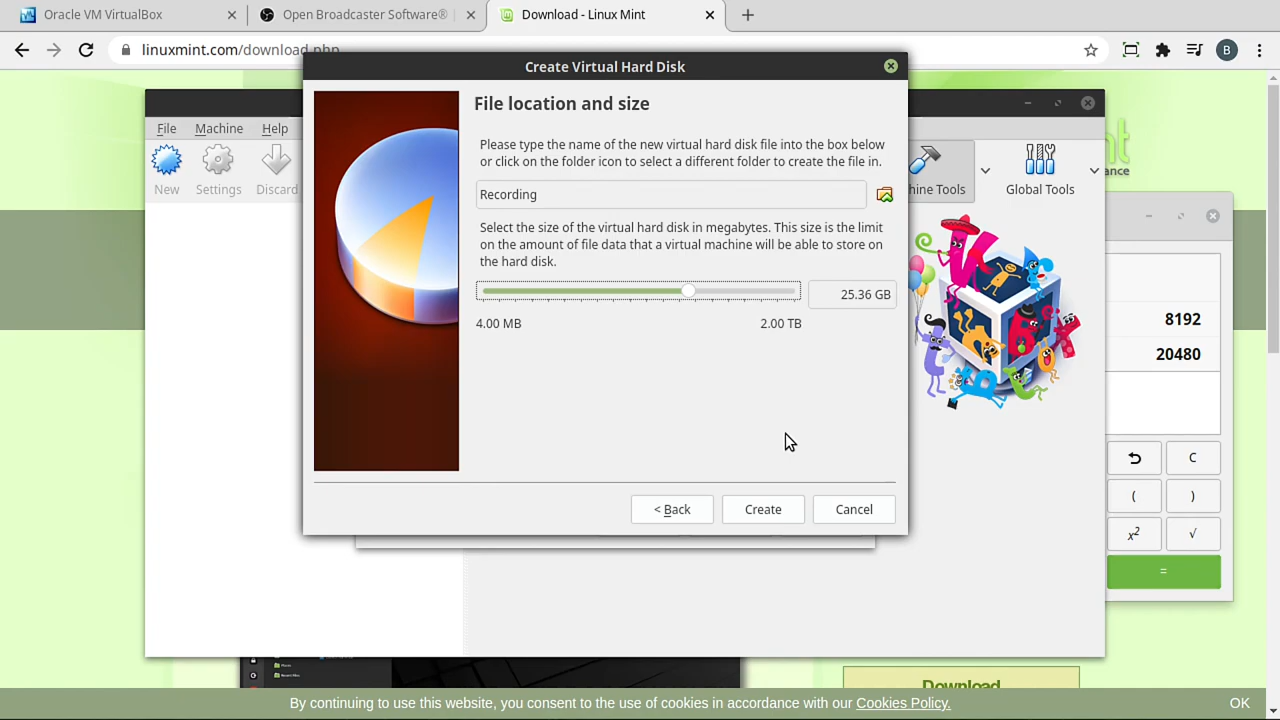 Oracle VM VirtualBox
Open Broadcaster Software®
Download - Linux Mint
linuxmint.com/download.php
B
Create Virtual Hard Disk
File Machine Help
New
Settings
Discard
File location and size
Please type the name of the new virtual hard disk file into the box below
or click on the folder icon to select a different folder to create the file in.
Recording
Select the size of the virtual hard disk in megabytes. This size is the limit
on the amount of file data that a virtual machine will be able to store on
the hard disk.
25.36 GB
4.00 MB
2.00 TB
< Back
Create
Cancel
hine Tools
Global Tools
8192
20480
C
(
)
x²
√
=
Download
By continuing to use this website, you consent to the use of cookies in accordance with our Cookies Policy.
OK